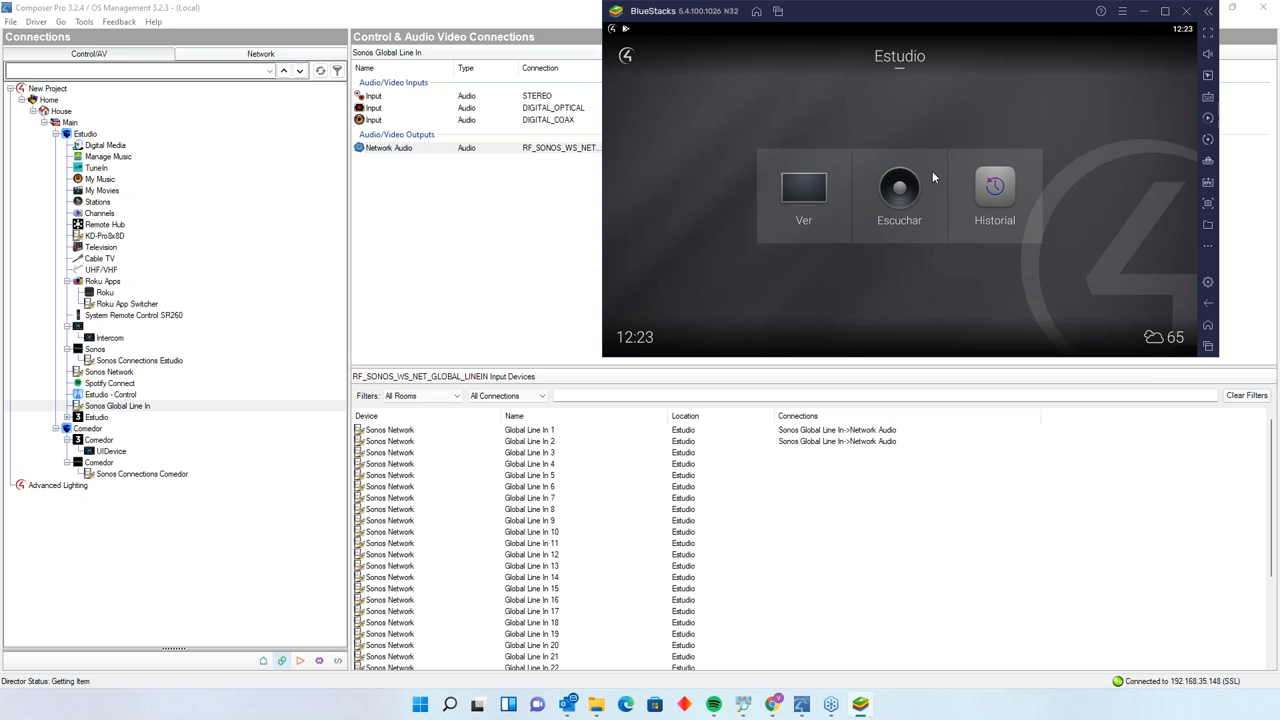 Composer Pro 3.2.4 / OS Management 3.2.3 - (Local)
File Driver Go Tools Feedback Help
Connections
Control/AV Network
New Project
Home
House
Main
Estudio
Digital Media
Manage Music
TuneIn
My Music
My Movies
Stations
Channels
Remote Hub
KD-Pro8x8D
Television
Cable TV
UHF/VHF
Roku Apps
Roku
Roku App Switcher
System Remote Control SR260
Intercom
Sonos
Sonos Connections Estudio
Sonos Network
Spotify Connect
Estudio - Control
Sonos Global Line In
Estudio
Comedor
Comedor
UIDevice
Comedor
Sonos Connections Comedor
Advanced Lighting
Control & Audio Video Connections
Sonos Global Line In
Name Type Connection
Audio/Video Inputs
Input Audio STEREO
Input Audio DIGITAL_OPTICAL
Input Audio DIGITAL_COAX
Audio/Video Outputs
Network Audio Audio RF_SONOS_WS_NET...
BlueStacks 5.4.100.1026 N32
12:23
Estudio
Ver Escuchar Historial
12:23 65
RF_SONOS_WS_NET_GLOBAL_LINEIN Input Devices
Filters: All Rooms All Connections Clear Filters
Device Name Location Connections
Sonos Network Global Line In 1 Estudio Sonos Global Line In->Network Audio
Sonos Network Global Line In 2 Estudio Sonos Global Line In->Network Audio
Sonos Network Global Line In 3 Estudio
Sonos Network Global Line In 4 Estudio
Sonos Network Global Line In 5 Estudio
Sonos Network Global Line In 6 Estudio
Sonos Network Global Line In 7 Estudio
Sonos Network Global Line In 8 Estudio
Sonos Network Global Line In 9 Estudio
Sonos Network Global Line In 10 Estudio
Sonos Network Global Line In 11 Estudio
Sonos Network Global Line In 12 Estudio
Sonos Network Global Line In 13 Estudio
Sonos Network Global Line In 14 Estudio
Sonos Network Global Line In 15 Estudio
Sonos Network Global Line In 16 Estudio
Sonos Network Global Line In 17 Estudio
Sonos Network Global Line In 18 Estudio
Sonos Network Global Line In 19 Estudio
Sonos Network Global Line In 20 Estudio
Sonos Network Global Line In 21 Estudio
Sonos Network Global Line In 22 Estudio
Director Status: Getting Item
Connected to 192.168.35.148 (SSL)